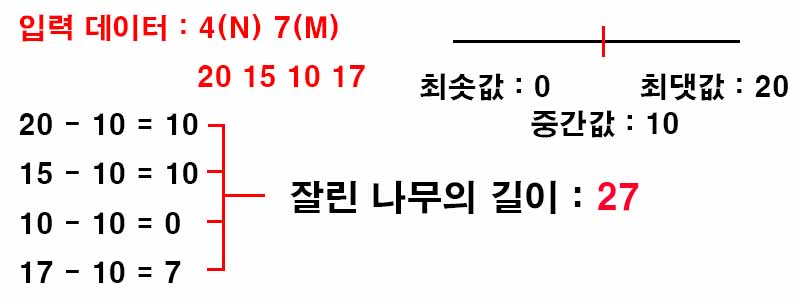 입력 데이터 : 4(N) 7(M)
20 15 10 17
최솟값 : 0
최댓값 : 20
중간값 : 10
20 - 10 = 10
15 - 10 = 10
10 - 10 = 0
17 - 10 = 7
잘린 나무의 길이 : 27